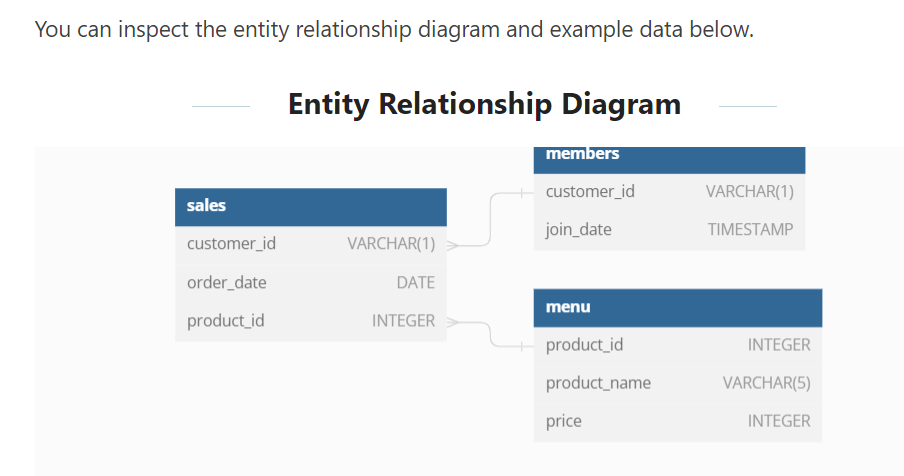 You can inspect the entity relationship diagram and example data below.
Entity Relationship Diagram
members
customer_id VARCHAR(1)
join_date TIMESTAMP
sales
customer_id VARCHAR(1)
order_date DATE
product_id INTEGER
menu
product_id INTEGER
product_name VARCHAR(5)
price INTEGER